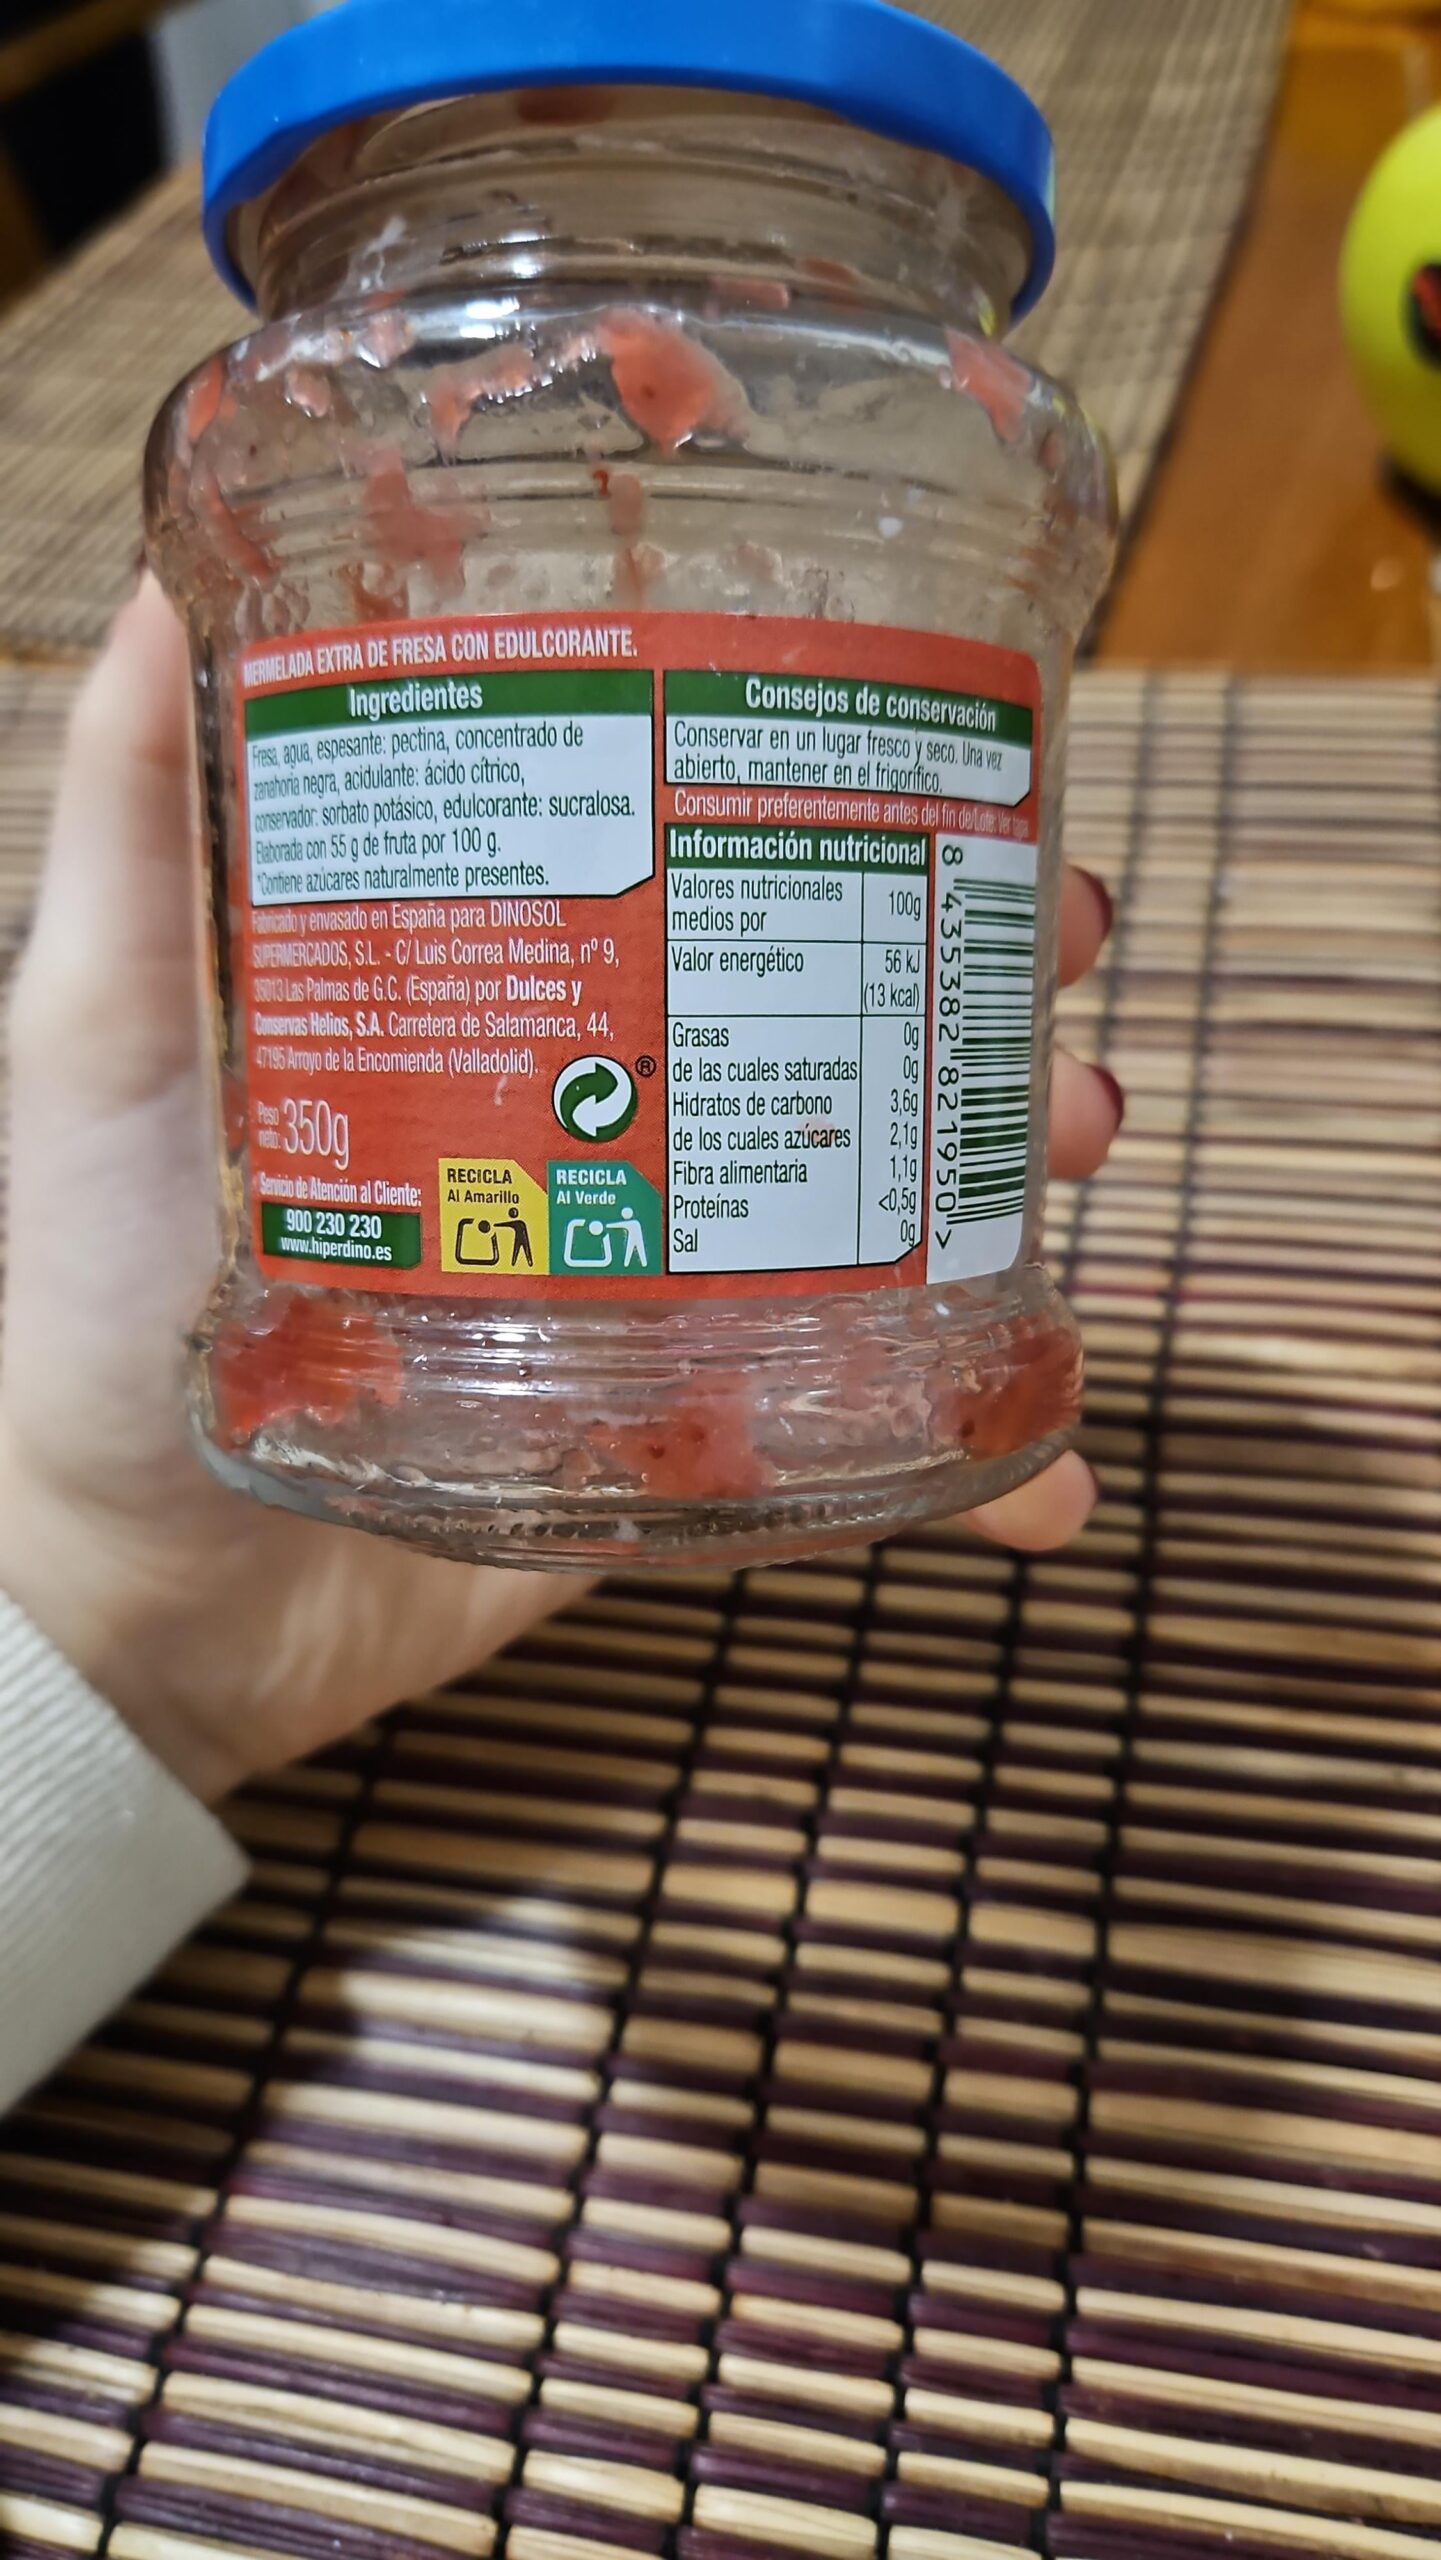 MERMELADA EXTRA DE FRESA CON EDULCORANTE.
Ingredientes
Fresa, agua, espesante: pectina, concentrado de
zanahoria negra, acidulante: ácido cítrico,
conservador: sorbato potásico, edulcorante: sucralosa.
Elaborada con 55 g de fruta por 100 g.
*Contiene azúcares naturalmente presentes.
Fabricado y envasado en España para DINOSOL
SUPERMERCADOS, S.L. - C/ Luis Correa Medina, nº 9,
35013 Las Palmas de G.C. (España) por Dulces y
Conservas Helios, S.A. Carretera de Salamanca, 44,
47195 Arroyo de la Encomienda (Valladolid).
®
Peso
neto: 350g
Servicio de Atención al Cliente:
900 230 230
www.hiperdino.es
RECICLA
Al Amarillo
RECICLA
Al Verde
Consejos de conservación
Conservar en un lugar fresco y seco. Una vez
abierto, mantener en el frigorífico.
Consumir preferentemente antes del fin de/Lote: Ver tapa
Información nutricional
Valores nutricionales
medios por 100g
Valor energético 56 kJ
(13 kcal)
Grasas 0g
de las cuales saturadas 0g
Hidratos de carbono 3,6g
de los cuales azúcares 2,1g
Fibra alimentaria 1,1g
Proteínas <0,5g
Sal 0g
8 435382 821950 >